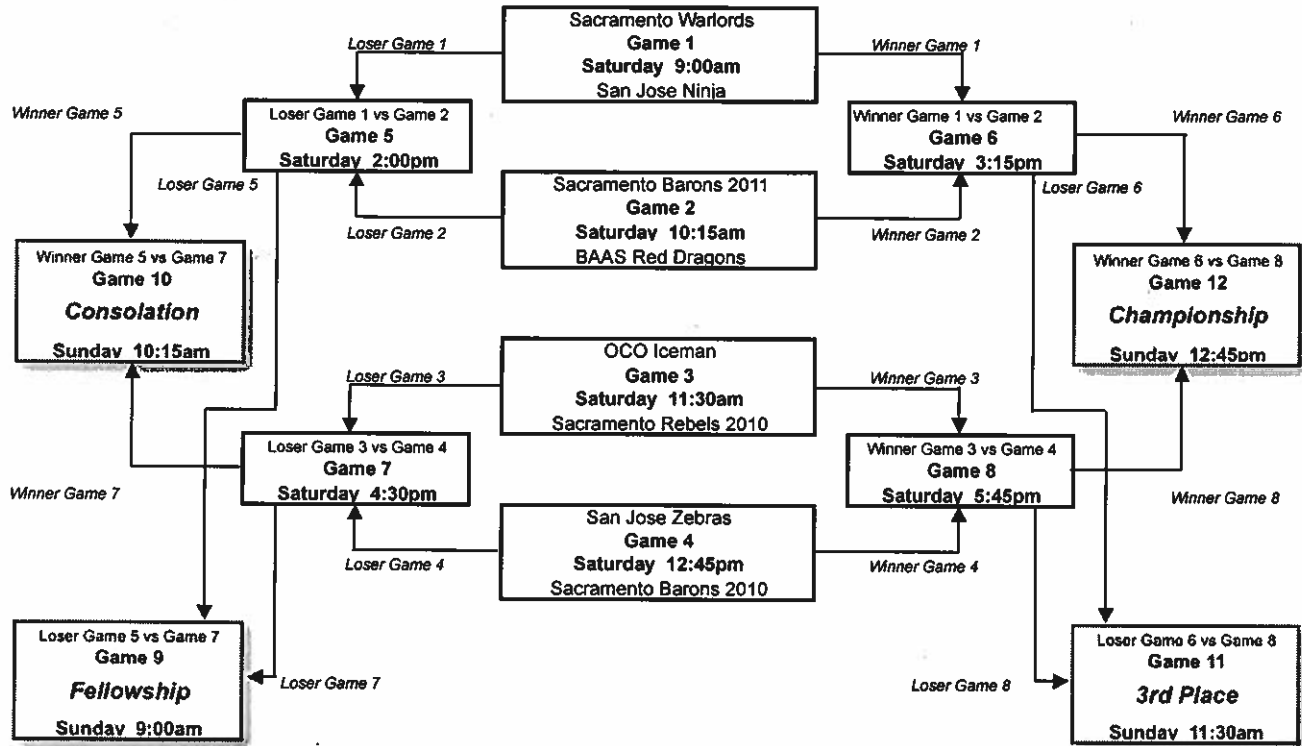 Sacramento Warlords
Game 1
Saturday 9:00am
San Jose Ninja
Loser Game 1
Winner Game 1
Winner Game 5
Loser Game 1 vs Game 2
Game 5
Saturday 2:00pm
Winner Game 1 vs Game 2
Game 6
Saturday 3:15pm
Winner Game 6
Loser Game 5
Loser Game 6
Sacramento Barons 2011
Game 2
Saturday 10:15am
BAAS Red Dragons
Loser Game 2
Winner Game 2
Winner Game 5 vs Game 7
Game 10
Consolation
Sunday 10:15am
Winner Game 6 vs Game 8
Game 12
Championship
Sunday 12:45pm
OCO Iceman
Game 3
Saturday 11:30am
Sacramento Rebels 2010
Loser Game 3
Winner Game 3
Loser Game 3 vs Game 4
Game 7
Saturday 4:30pm
Winner Game 3 vs Game 4
Game 8
Saturday 5:45pm
Winner Game 7
Winner Game 8
San Jose Zebras
Game 4
Saturday 12:45pm
Sacramento Barons 2010
Loser Game 4
Winner Game 4
Loser Game 5 vs Game 7
Game 9
Fellowship
Sunday 9:00am
Loser Game 7
Loser Game 8
Loser Game 6 vs Game 8
Game 11
3rd Place
Sunday 11:30am